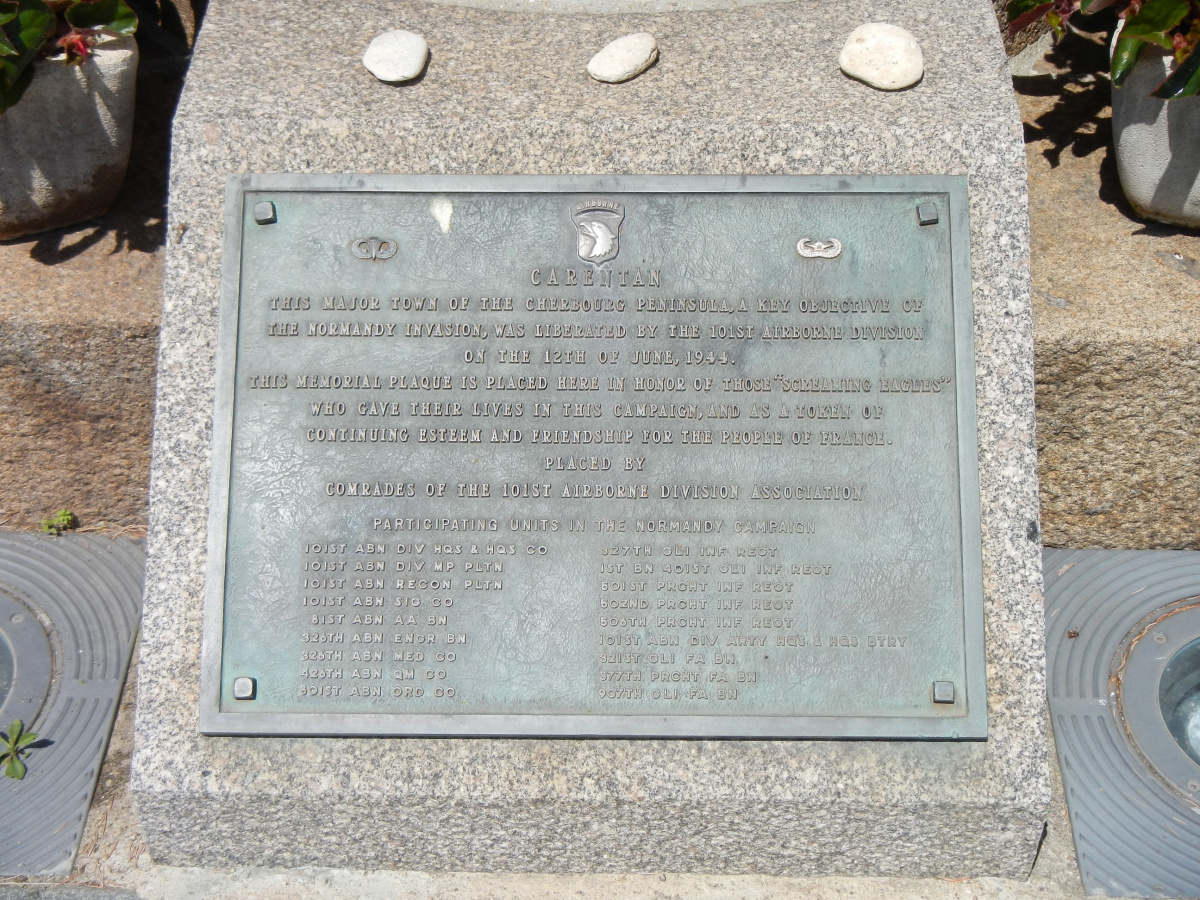 AIRBORNE
CARENTAN
THIS MAJOR TOWN OF THE CHERBOURG PENINSULA, A KEY OBJECTIVE OF
THE NORMANDY INVASION, WAS LIBERATED BY THE 101ST AIRBORNE DIVISION
ON THE 12TH OF JUNE, 1944.
THIS MEMORIAL PLAQUE IS PLACED HERE IN HONOR OF THOSE "SCREAMING EAGLES"
WHO GAVE THEIR LIVES IN THIS CAMPAIGN, AND AS A TOKEN OF
CONTINUING ESTEEM AND FRIENDSHIP FOR THE PEOPLE OF FRANCE.
PLACED BY
COMRADES OF THE 101ST AIRBORNE DIVISION ASSOCIATION
PARTICIPATING UNITS IN THE NORMANDY CAMPAIGN
101ST ABN DIV HQS & HQS CO
101ST ABN DIV MP PLTN
101ST ABN RECON PLTN
101ST ABN SIG CO
81ST ABN AA BN
326TH ABN ENGR BN
326TH ABN MED CO
426TH ABN QM CO
801ST ABN ORD CO
327TH GLI INF REGT
1ST BN 401ST GLI INF REGT
501ST PRCHT INF REGT
502ND PRCHT INF REGT
506TH PRCHT INF REGT
101ST ABN DIV ARTY HQS & HQS BTRY
321ST GLI FA BN
377TH PRCHT FA BN
907TH GLI FA BN